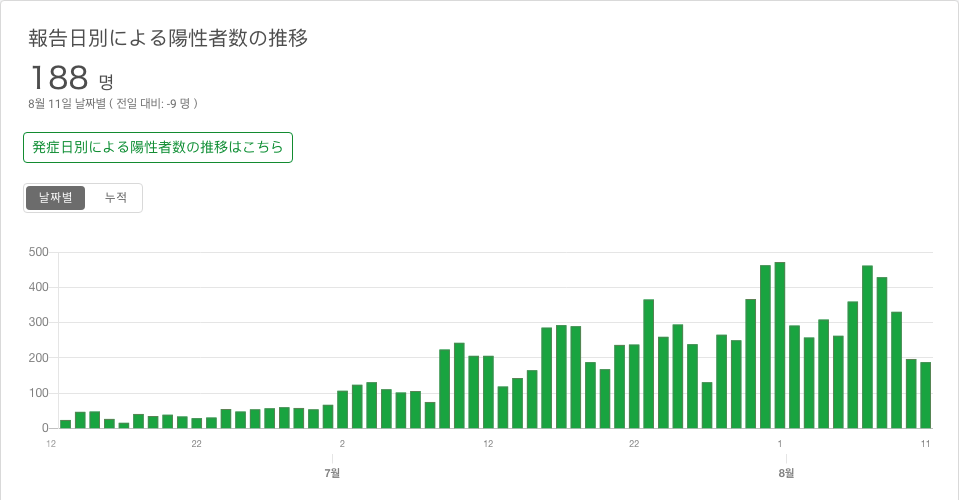 報告日別による陽性者数の推移
188 명
8월 11일 날짜별 ( 전일 대비: -9 명 )
発症日別による陽性者数の推移はこちら
날짜별 누적
500
400
300
200
100
0
12 22 2 12 22 1 11
7월 8월